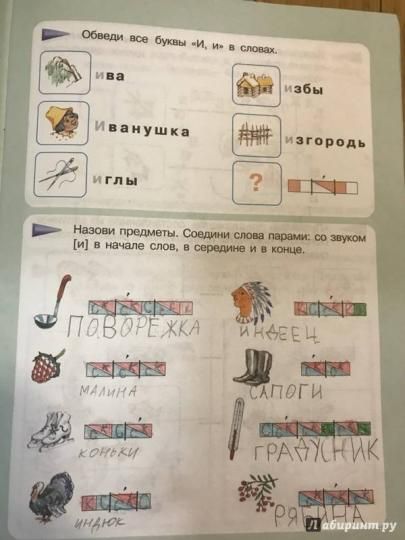 Обведи все буквы «И, и» в словах.
ива
избы
Иванушка
изгородь
иглы
?
Назови предметы. Соедини слова парами: со звуком
[и] в начале слов, в середине и в конце.
ПОВОРЕЖКА
ИНДЕЕЦ
МАЛИНА
САПОГИ
КОНЬКИ
ГРАДУСНИК
ИНДЮК
РЯБИНА
Лабиринт.ру